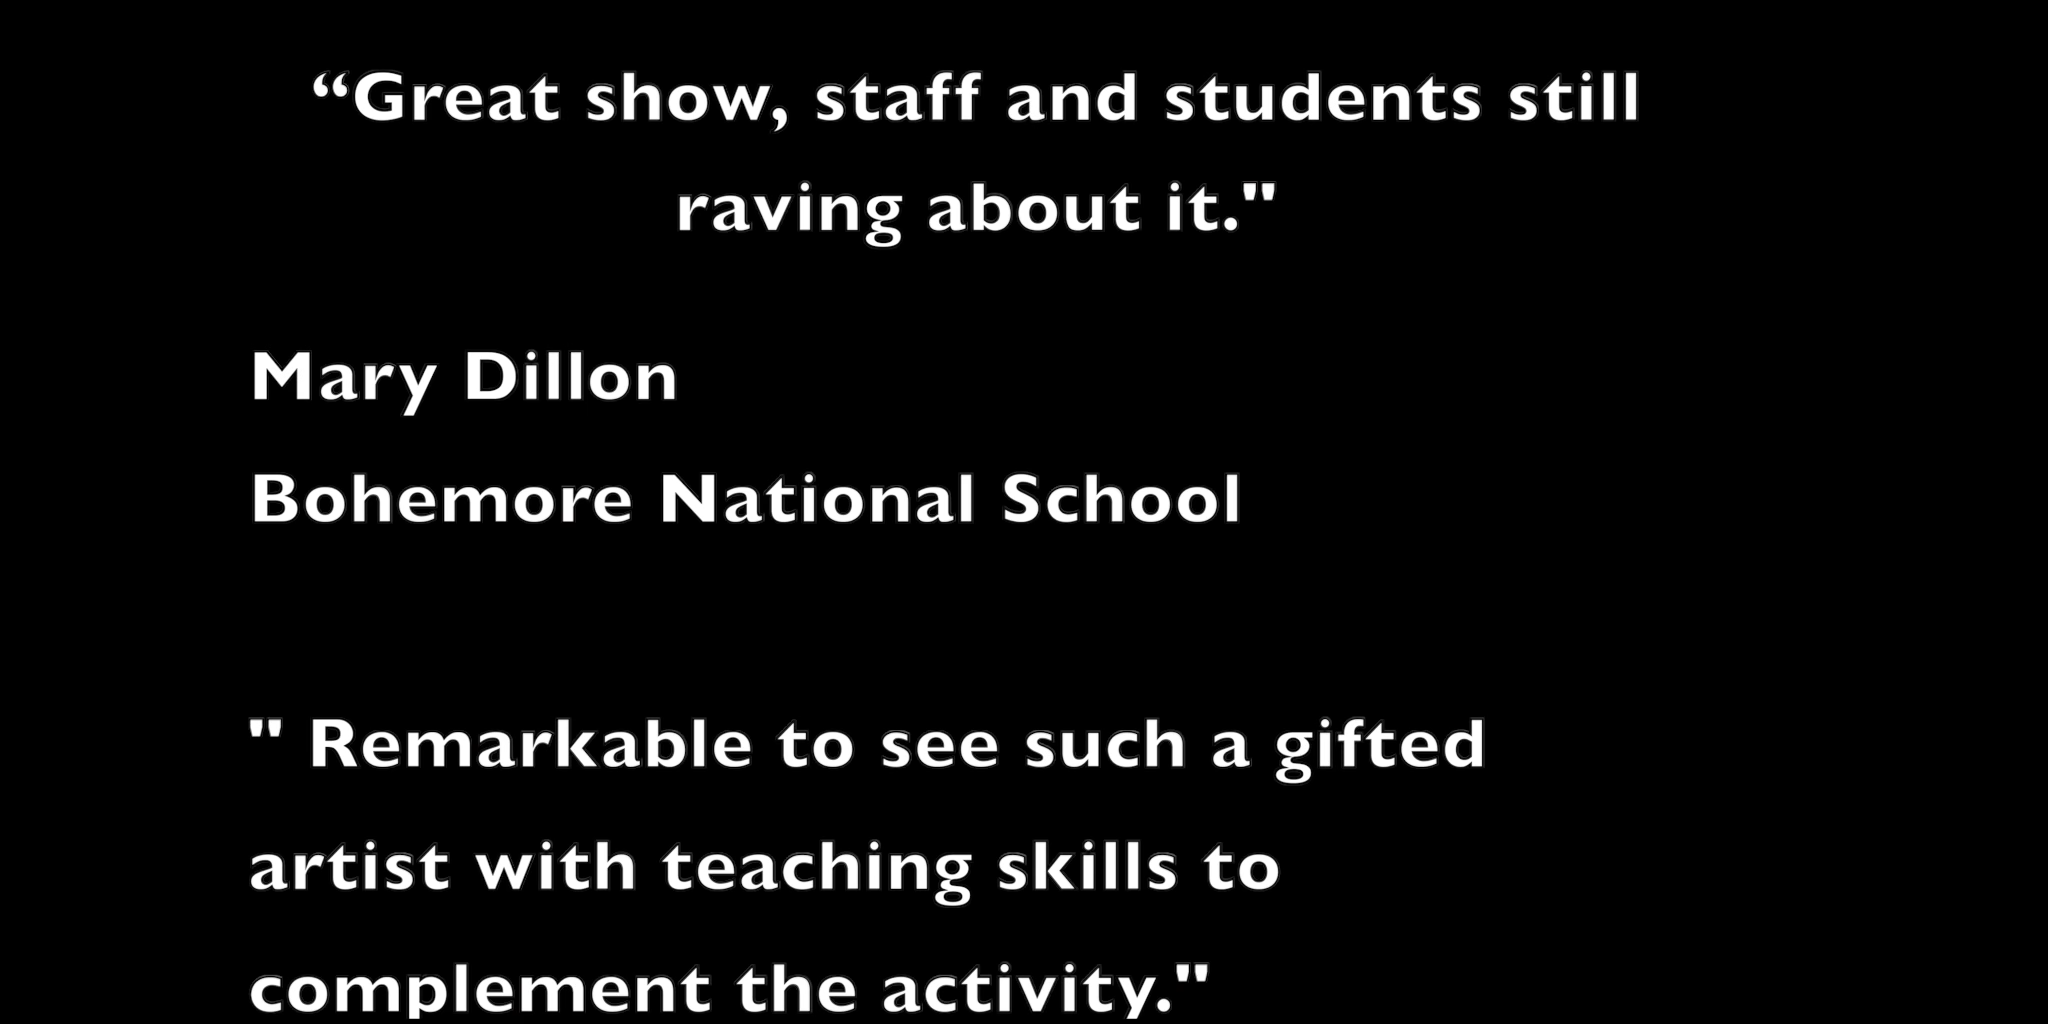 “Great show, staff and students still
raving about it."
Mary Dillon
Bohemore National School
" Remarkable to see such a gifted
artist with teaching skills to
complement the activity."